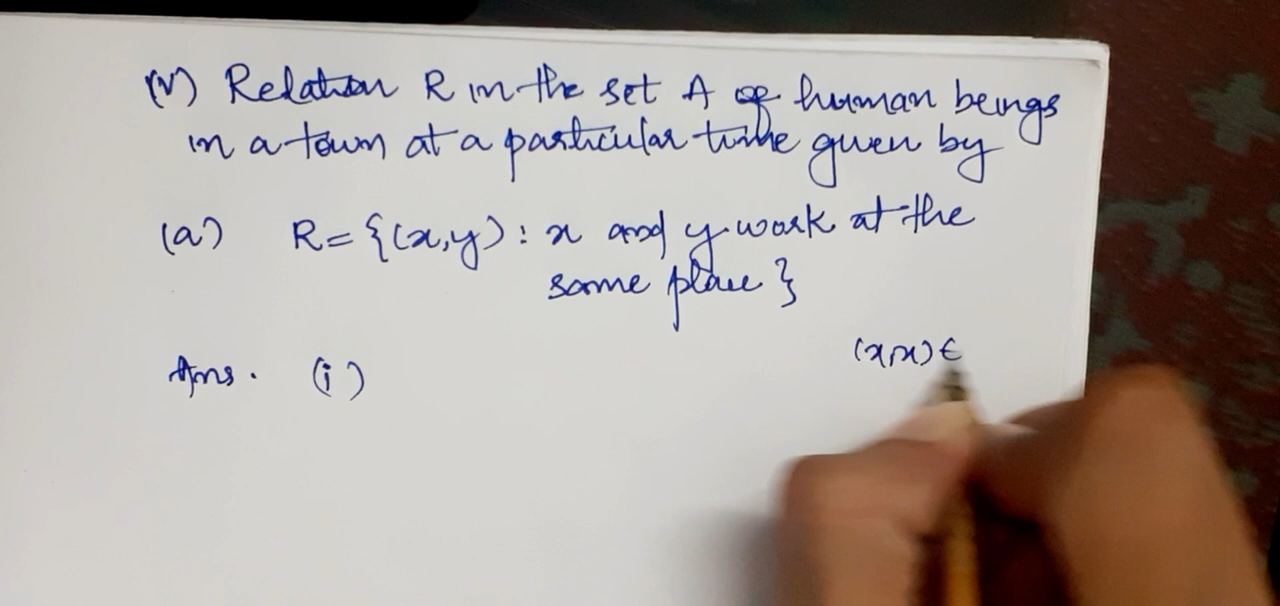 (v) Relation R in the set A of human beings
in a town at a particular time given by
(a) R = {(x,y) : x and y work at the
same place}
(x,x) ∈
Ans. (i)